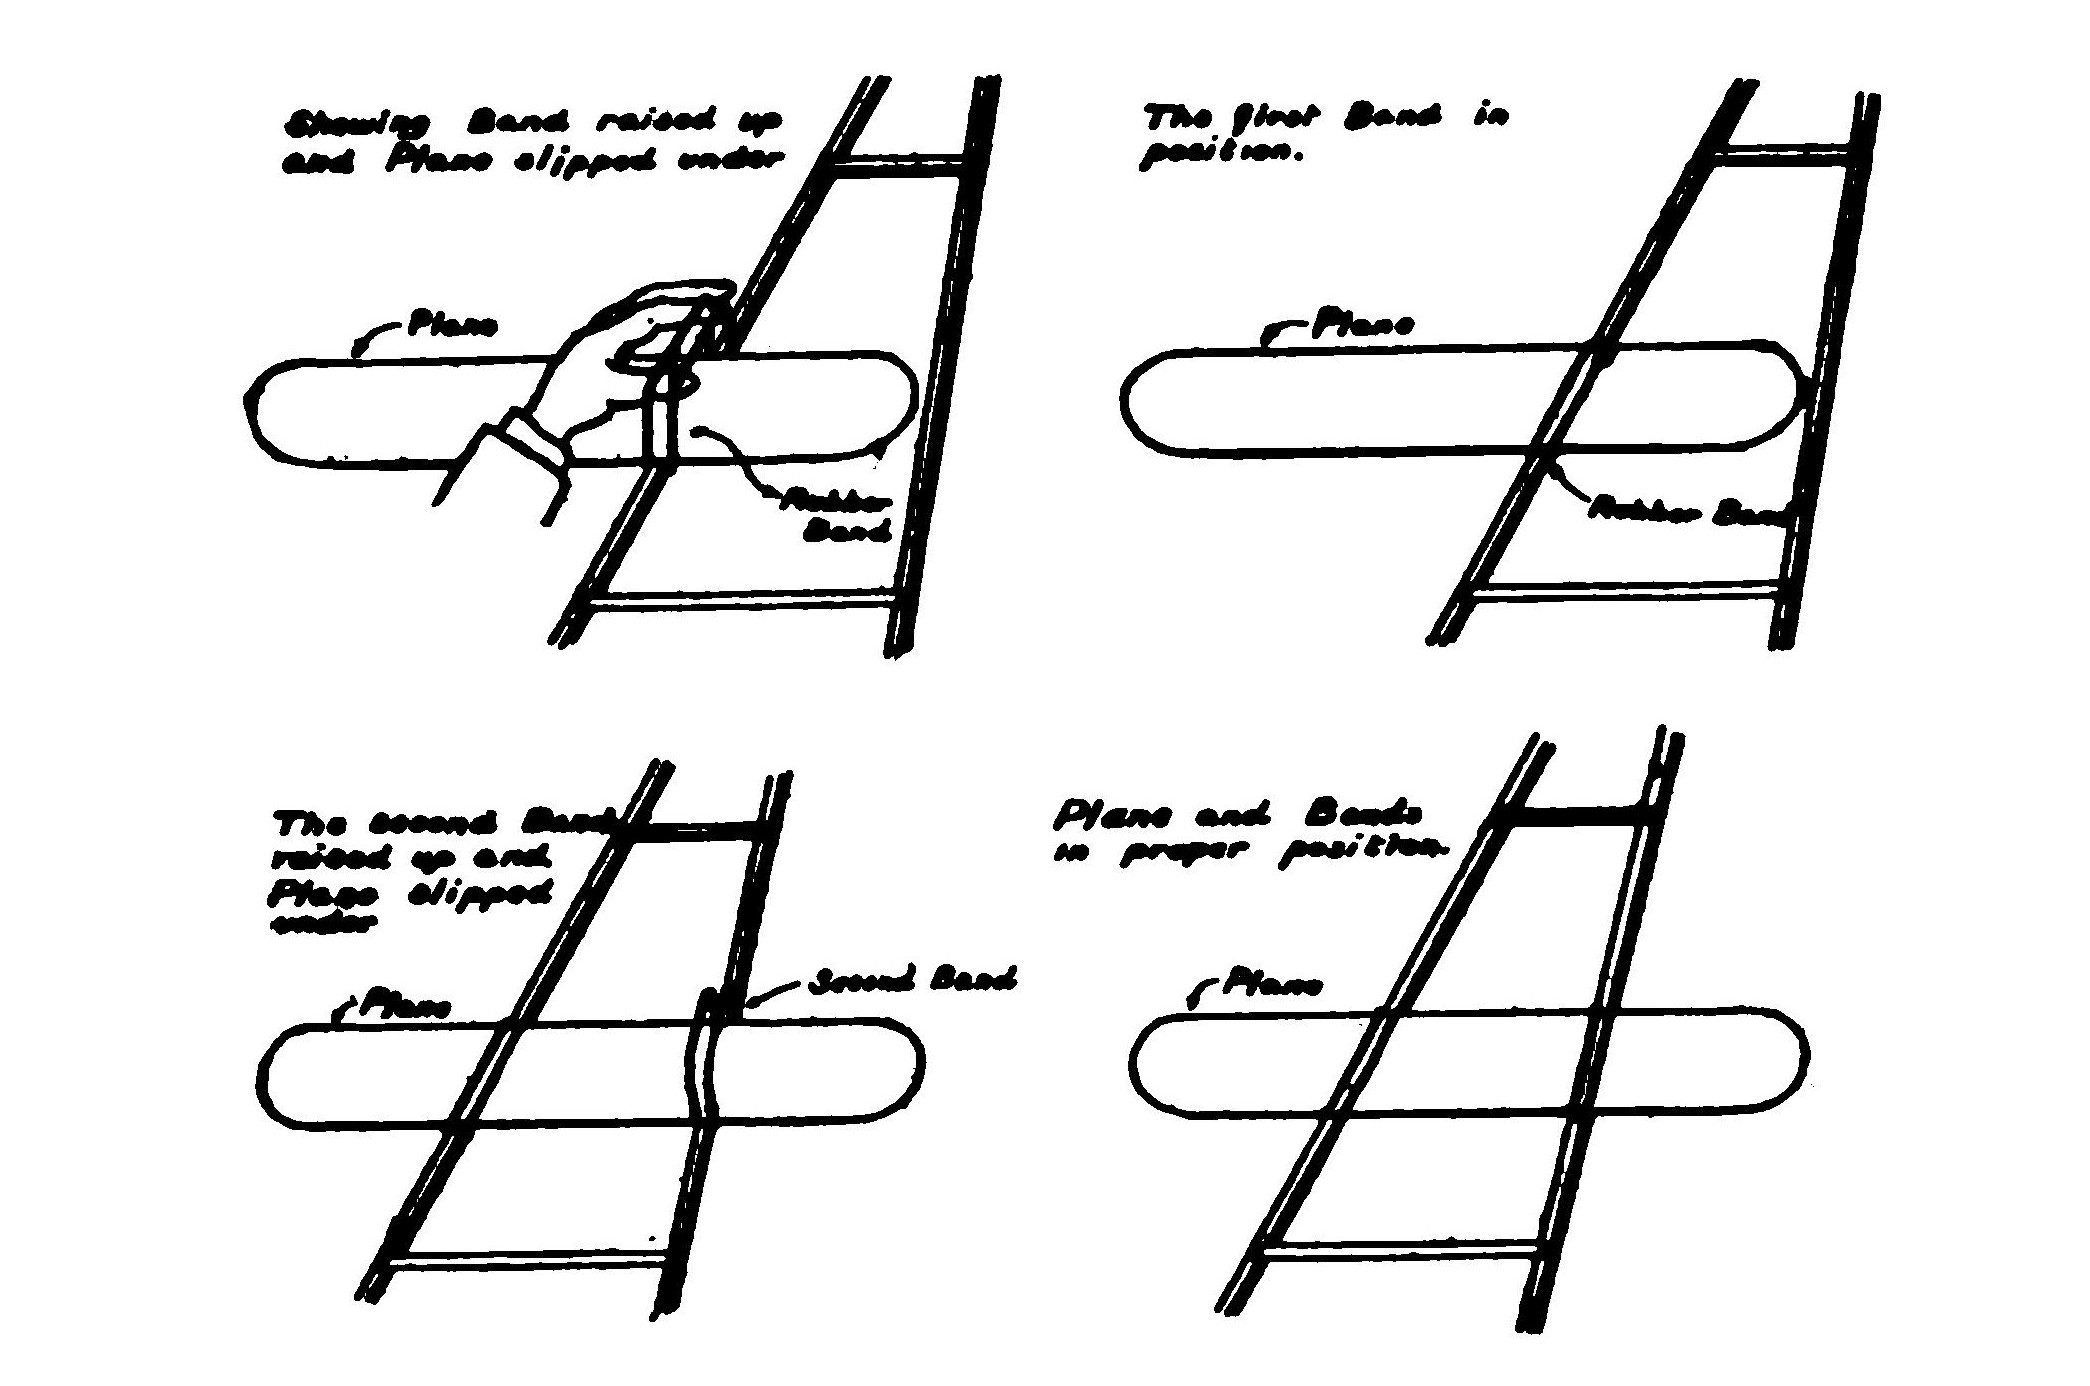 Showing Band raised up
and Plane slipped under
Plane
Rubber
Band
The first Band in
position.
Plane
Rubber Band
The second Band
raised up and
Plane slipped
under
Plane
Second Band
Plane and Bands
in proper position.
Plane